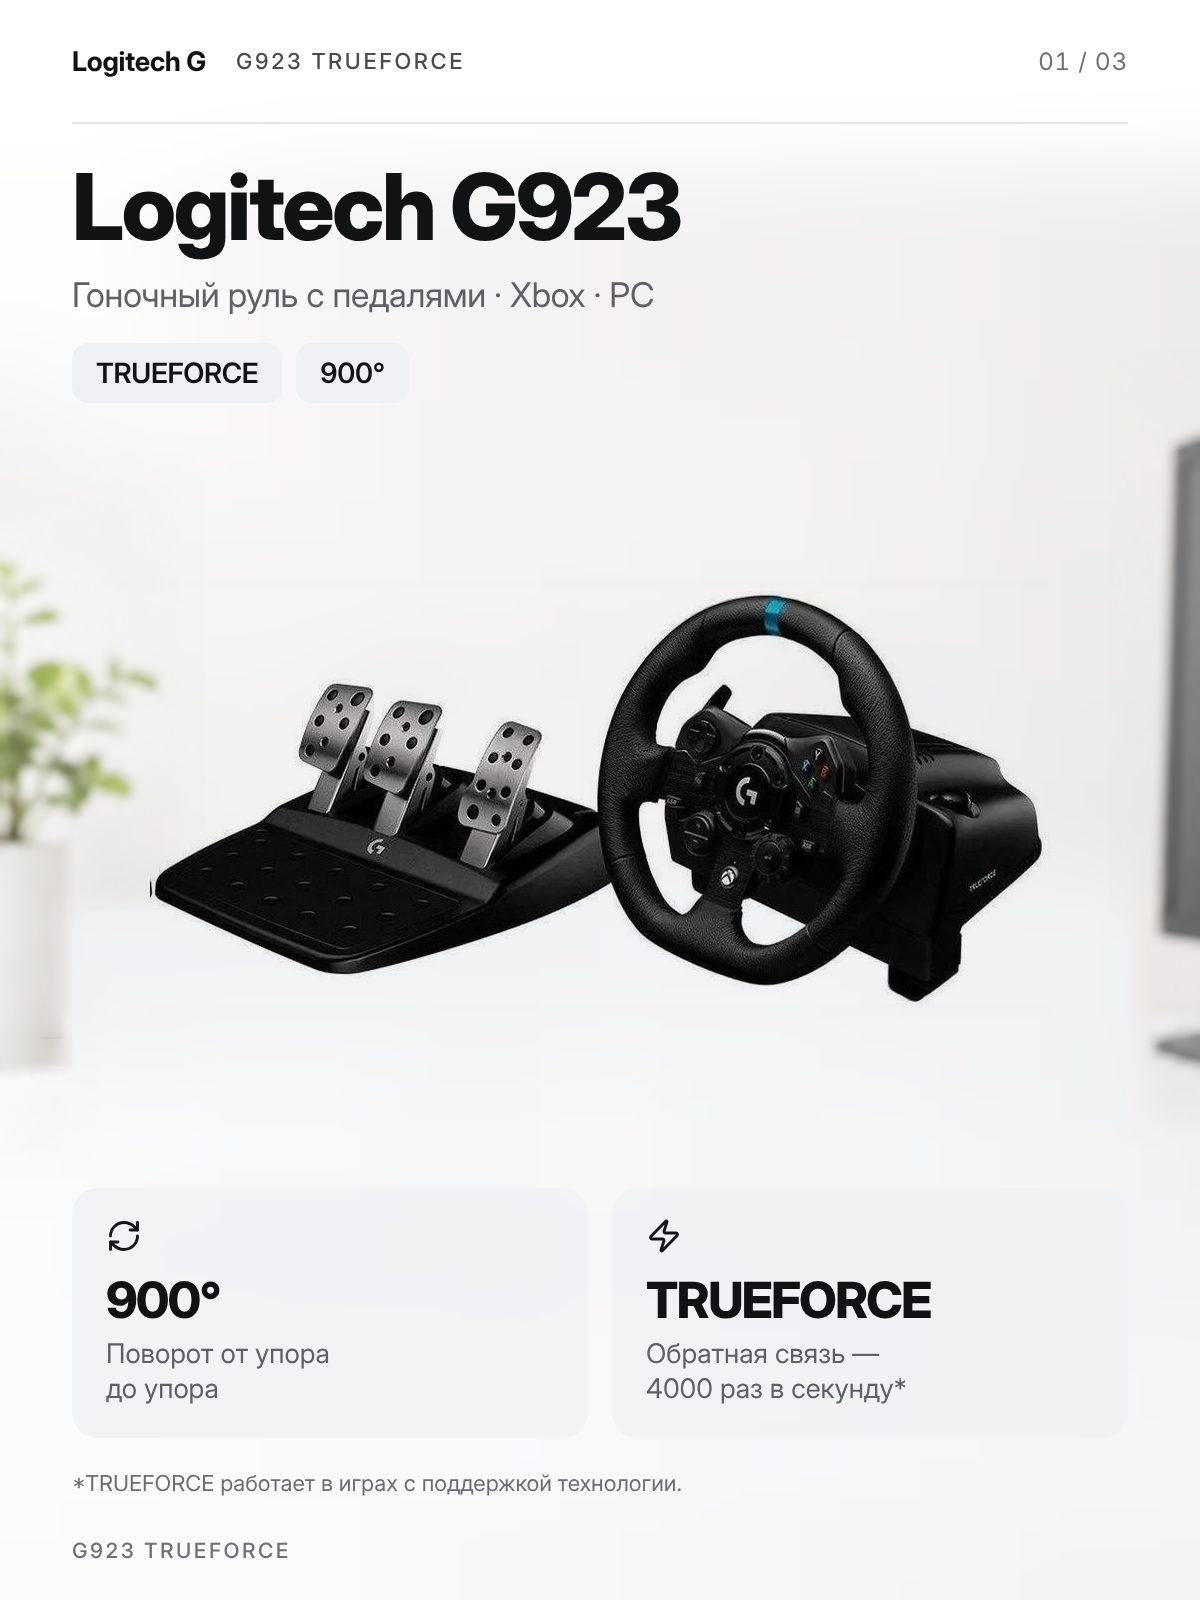 Logitech G G923 TRUEFORCE 01 / 03
Logitech G923
Гоночный руль с педалями · Xbox · PC
TRUEFORCE 900°
TRUEFORCE
900°
TRUEFORCE
Поворот от упора
до упора
Обратная связь —
4000 раз в секунду*
*TRUEFORCE работает в играх с поддержкой технологии.
G923 TRUEFORCE